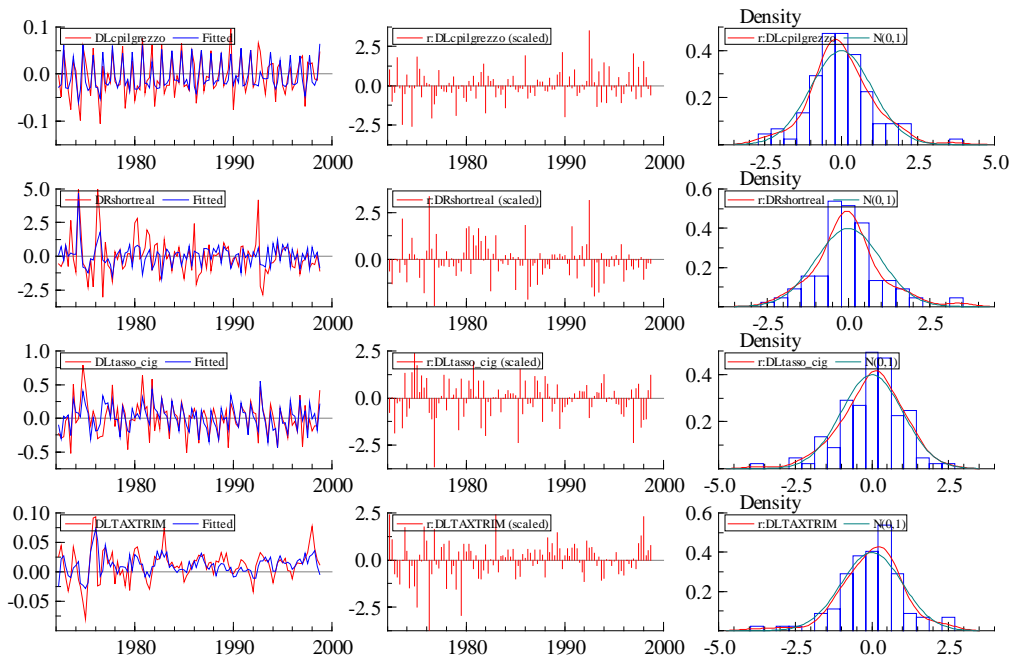 DLcpilgrezzo Fitted
0.1
0.0
-0.1
1980 1990 2000
r:DLcpilgrezzo (scaled)
2.5
0.0
-2.5
1980 1990 2000
Density
r:DLcpilgrezzo N(0,1)
0.4
0.2
-2.5 0.0 2.5 5.0
DRshortreal Fitted
5.0
2.5
0.0
-2.5
1980 1990 2000
r:DRshortreal (scaled)
2.5
0.0
1980 1990 2000
Density
r:DRshortreal N(0,1)
0.6
0.4
0.2
-2.5 0.0 2.5
DLtasso_cig Fitted
1.0
0.5
0.0
-0.5
1980 1990 2000
r:DLtasso_cig (scaled)
2.5
0.0
-2.5
1980 1990 2000
Density
r:DLtasso_cig N(0,1)
0.4
0.2
-5.0 -2.5 0.0 2.5
DLTAXTRIM Fitted
0.10
0.05
0.00
-0.05
1980 1990 2000
r:DLTAXTRIM (scaled)
2.5
0.0
-2.5
1980 1990 2000
Density
r:DLTAXTRIM N(0,1)
0.6
0.4
0.2
-5.0 -2.5 0.0 2.5